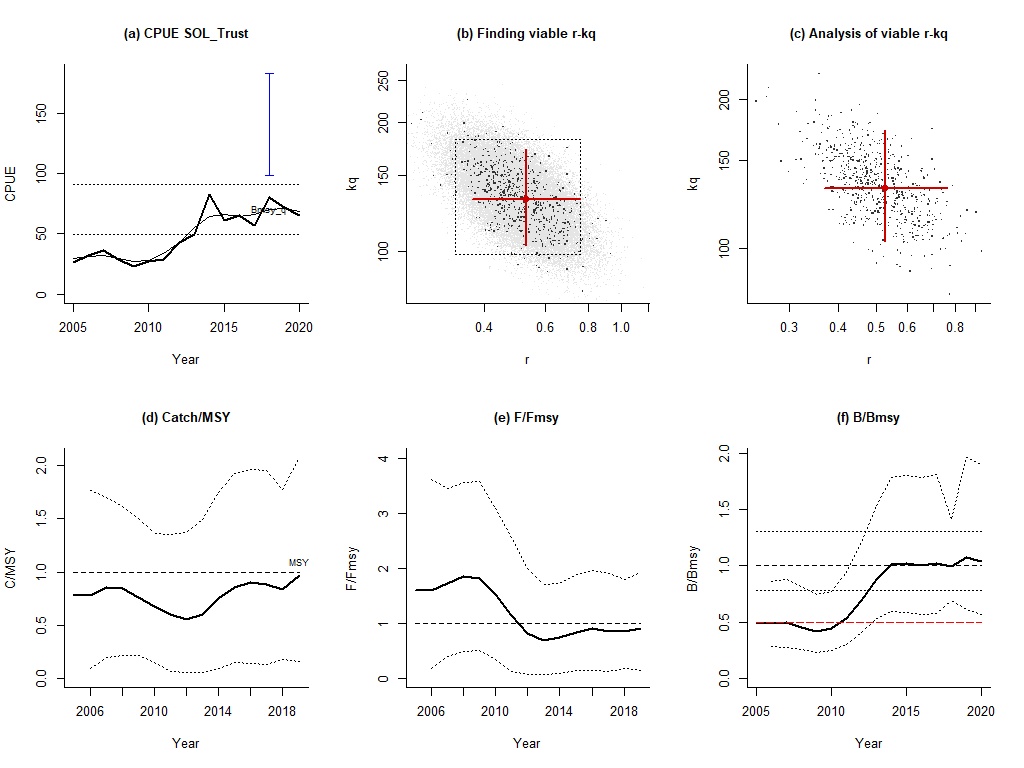 (a) CPUE SOL_Trust
CPUE
150
100
50
0
Bmsy_q
2005 2010 2015 2020
Year
(b) Finding viable r-kq
kq
250
200
150
100
0.4 0.6 0.8 1.0
r
(c) Analysis of viable r-kq
kq
200
150
100
0.3 0.4 0.5 0.6 0.8
r
(d) Catch/MSY
C/MSY
2.0
1.5
1.0
0.5
0.0
MSY
2006 2010 2014 2018
Year
(e) F/Fmsy
F/Fmsy
4
3
2
1
0
2006 2010 2014 2018
Year
(f) B/Bmsy
B/Bmsy
2.0
1.5
1.0
0.5
0.0
2005 2010 2015 2020
Year